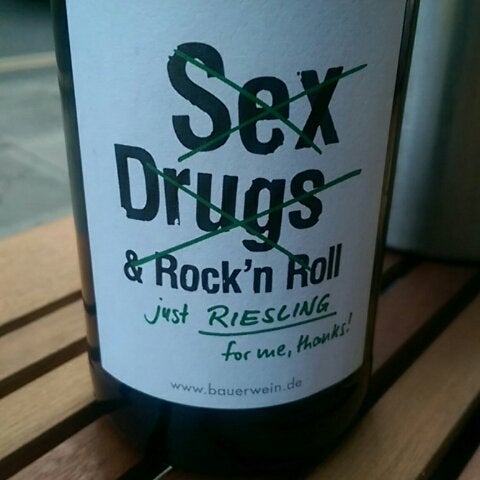 Sex
Drugs
& Rock'n Roll
just RIESLING
for me, thanks!
www.bauerwein.de